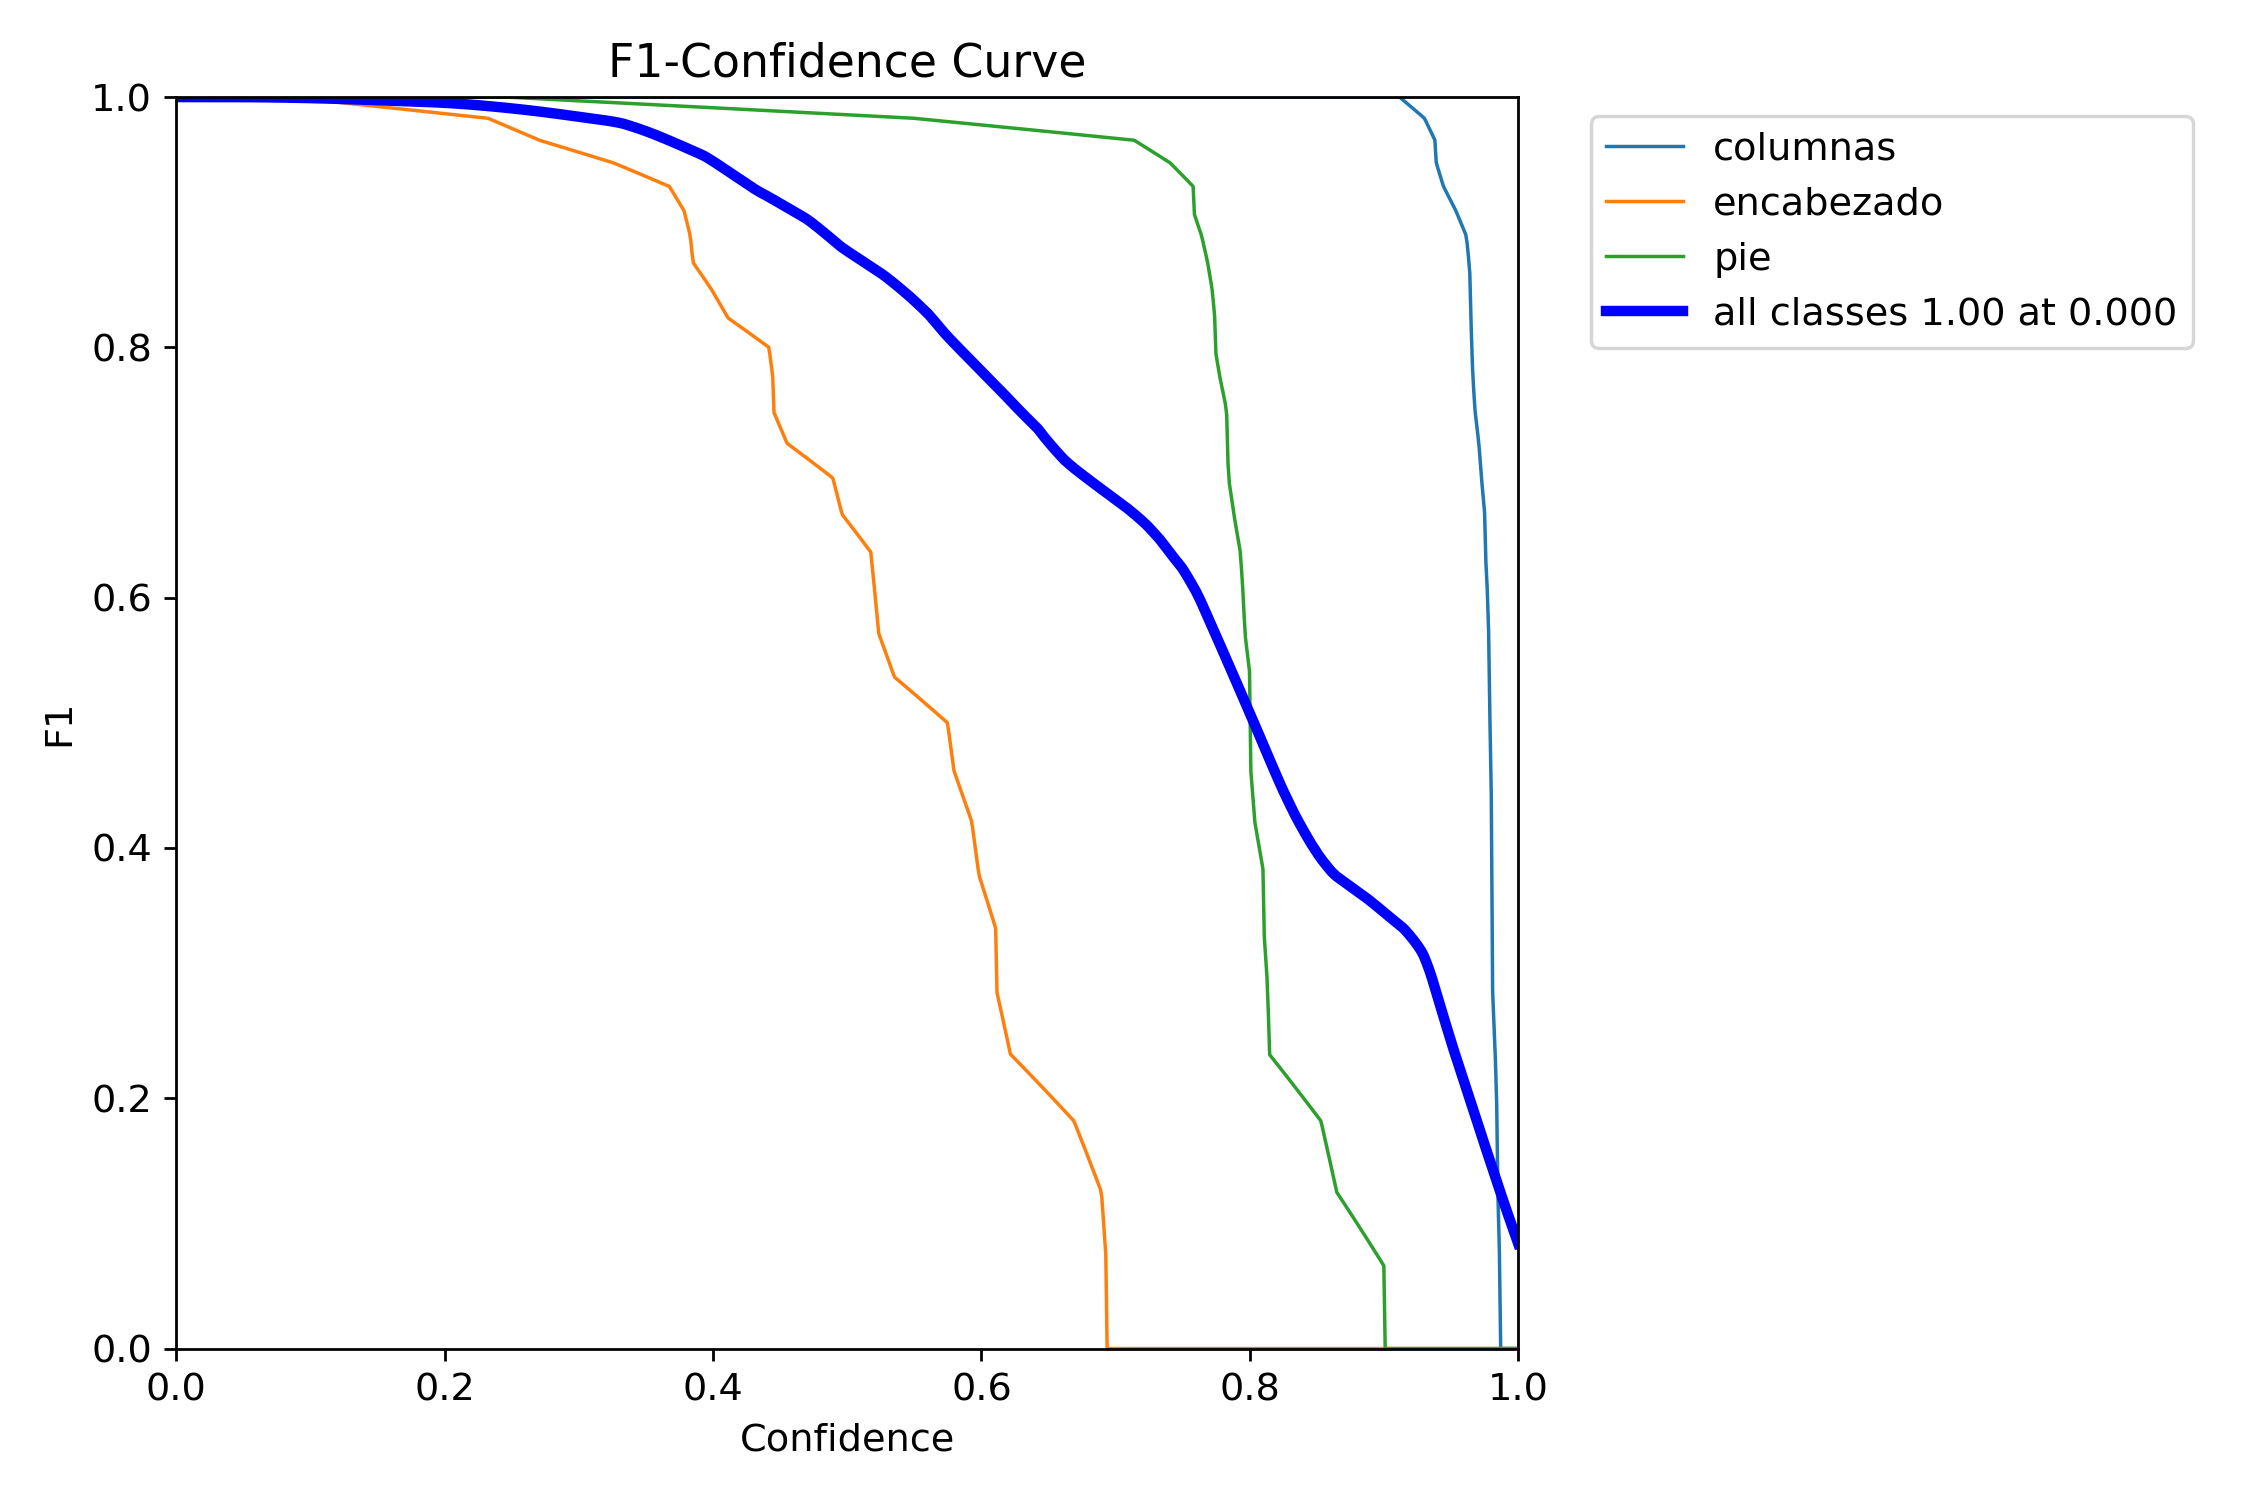 F1-Confidence Curve
1.0
0.8
0.6
0.4
0.2
0.0
F1
0.0 0.2 0.4 0.6 0.8 1.0
Confidence
columnas
encabezado
pie
all classes 1.00 at 0.000